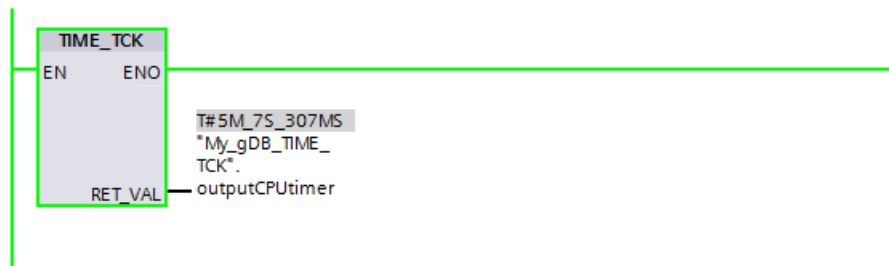 TIME_TCK
EN ENO
T#5M_7S_307MS
"My_gDB_TIME_
TCK".
RET_VAL outputCPUtimer